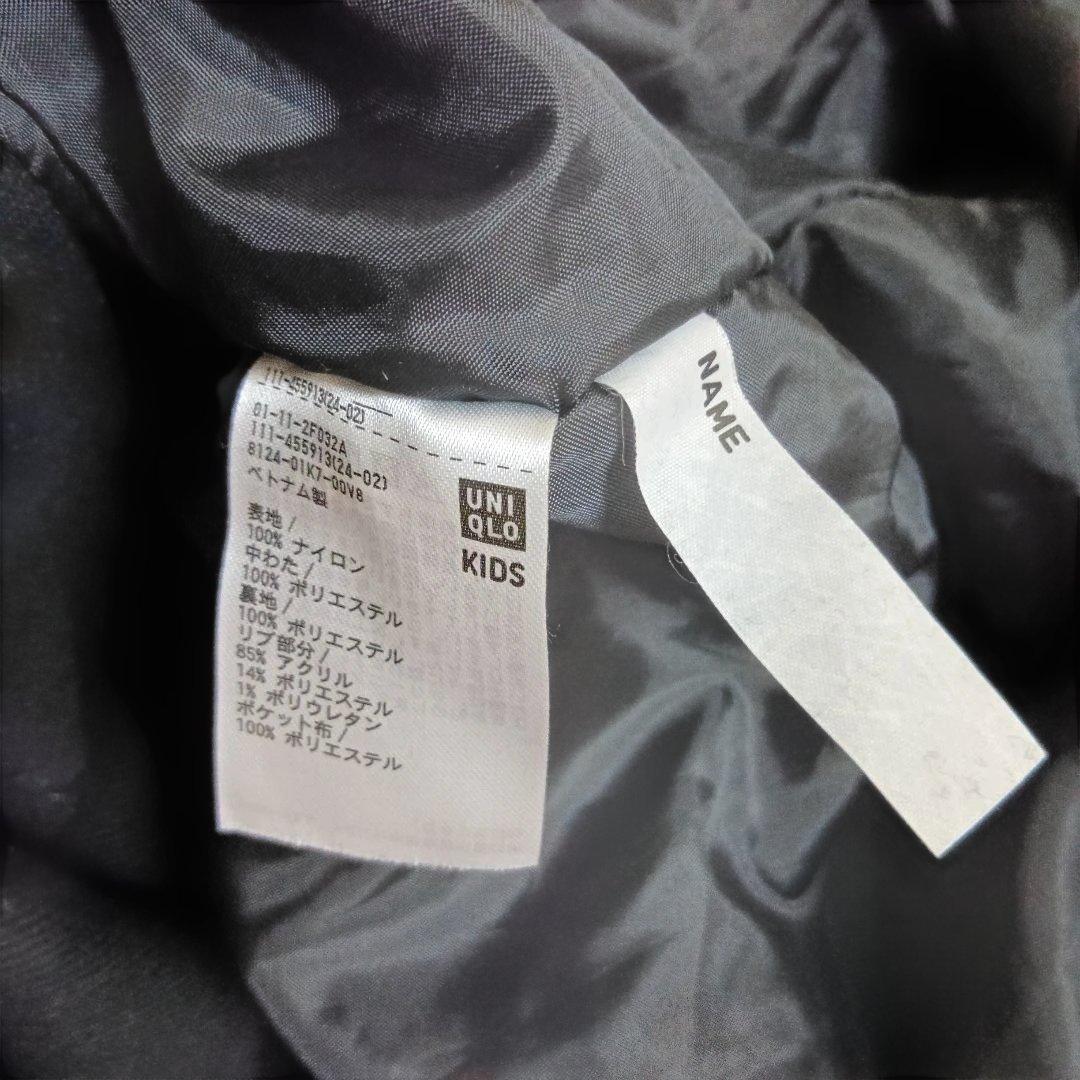 111-455913(24-02)
01-11-2F032A
111-455913(24-02)
8124-01K7-00V8
ベトナム製
UNI
QLO
KIDS
表地 /
100% ナイロン
中わた /
100% ポリエステル
裏地 /
100% ポリエステル
リブ部分 /
85% アクリル
14% ポリエステル
1% ポリウレタン
ポケット布 /
100% ポリエステル
NAME